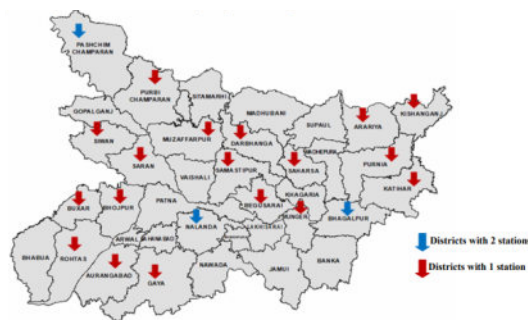 PASHCHIM
CHAMPARAN
PURBI
CHAMPARAN
SITAMARHI
GOPALGANJ
MADHUBANI
SIWAN
MUZAFFARPUR
DARBHANGA
SUPAUL
ARARIYA
KISHANGANJ
SARAN
VAISHALI
SAMASTIPUR
SAHARSA
MADHEPURA
PURNIA
KATIHAR
BUXAR
BHOJPUR
PATNA
BEGUSARAI
KHAGARIA
MUNGER
BHAGALPUR
NALANDA
LAKHISARAI
BHABUA
ROHTAS
ARWAL
JAHANABAD
AURANGABAD
GAYA
NAWADA
JAMUI
BANKA
Districts with 2 station
Districts with 1 station